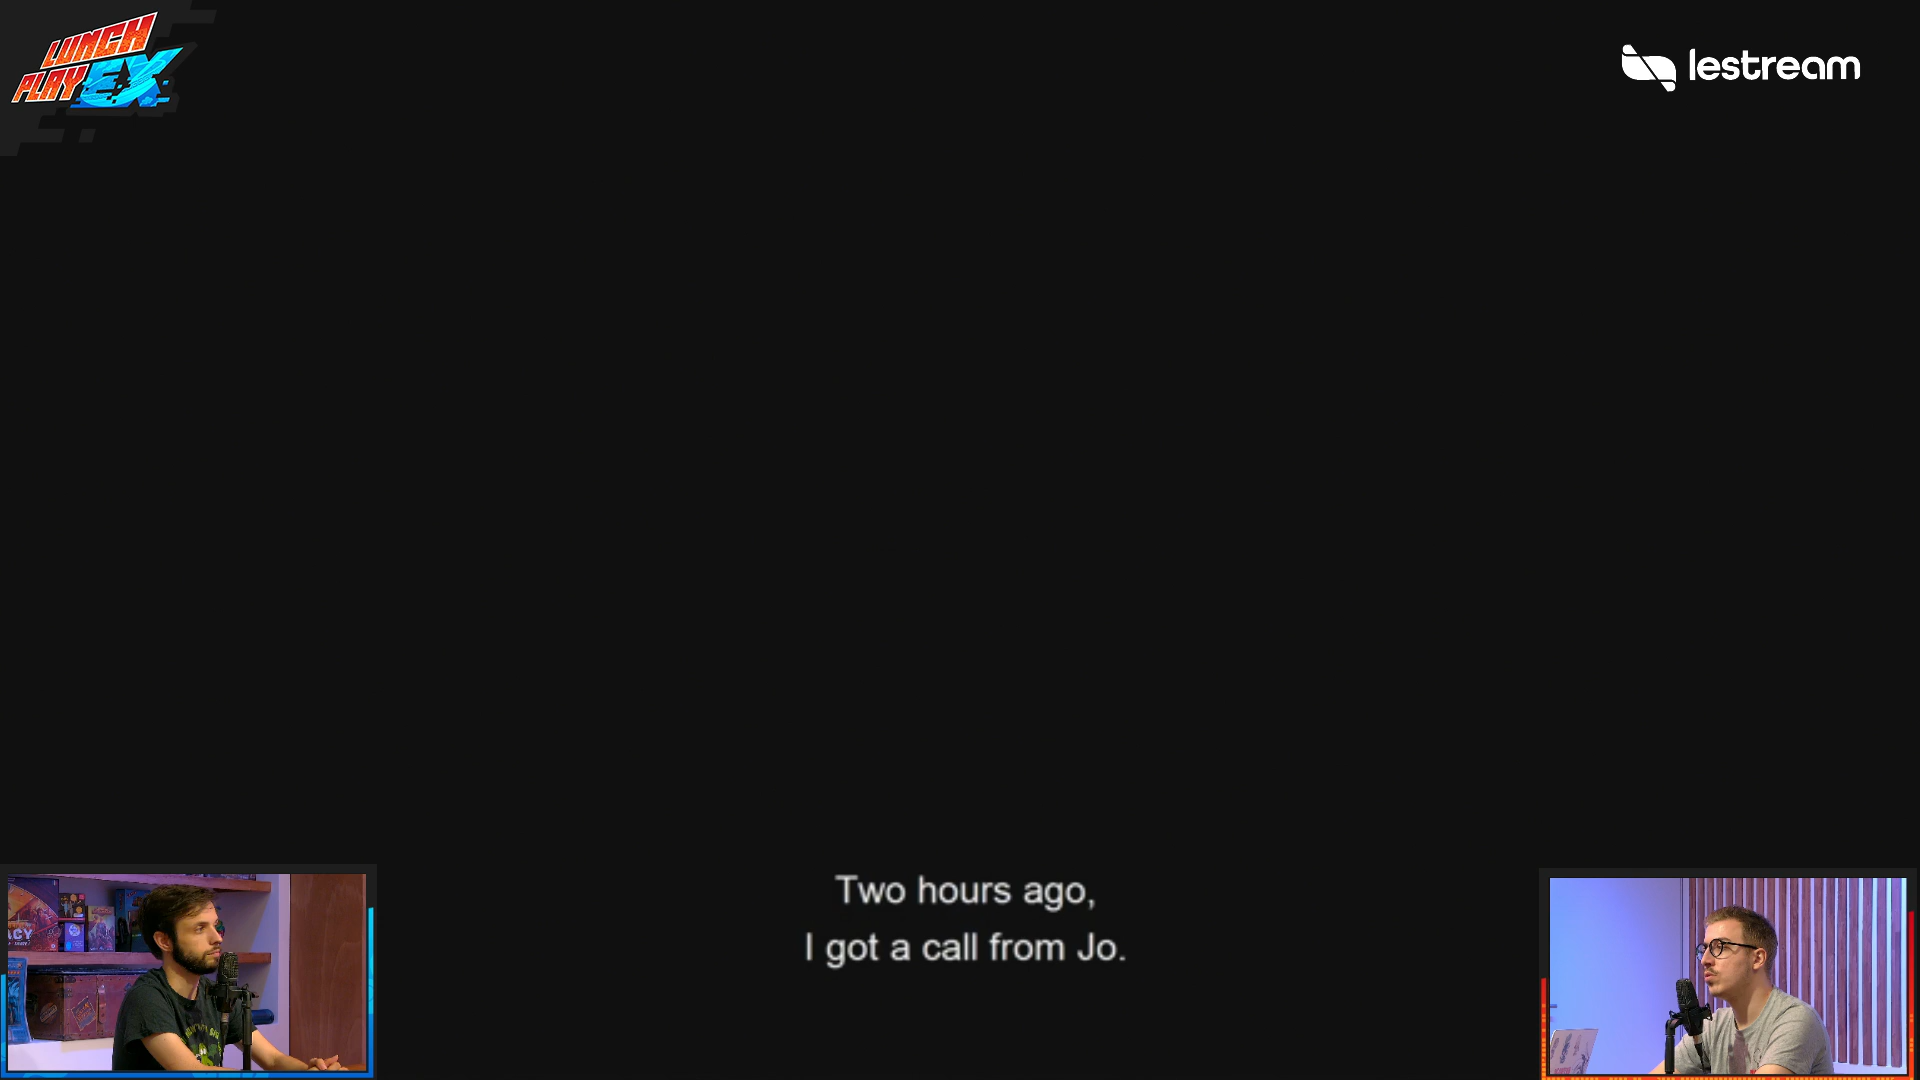 LUNCH
PLAY EX
lestream
Two hours ago,
I got a call from Jo.